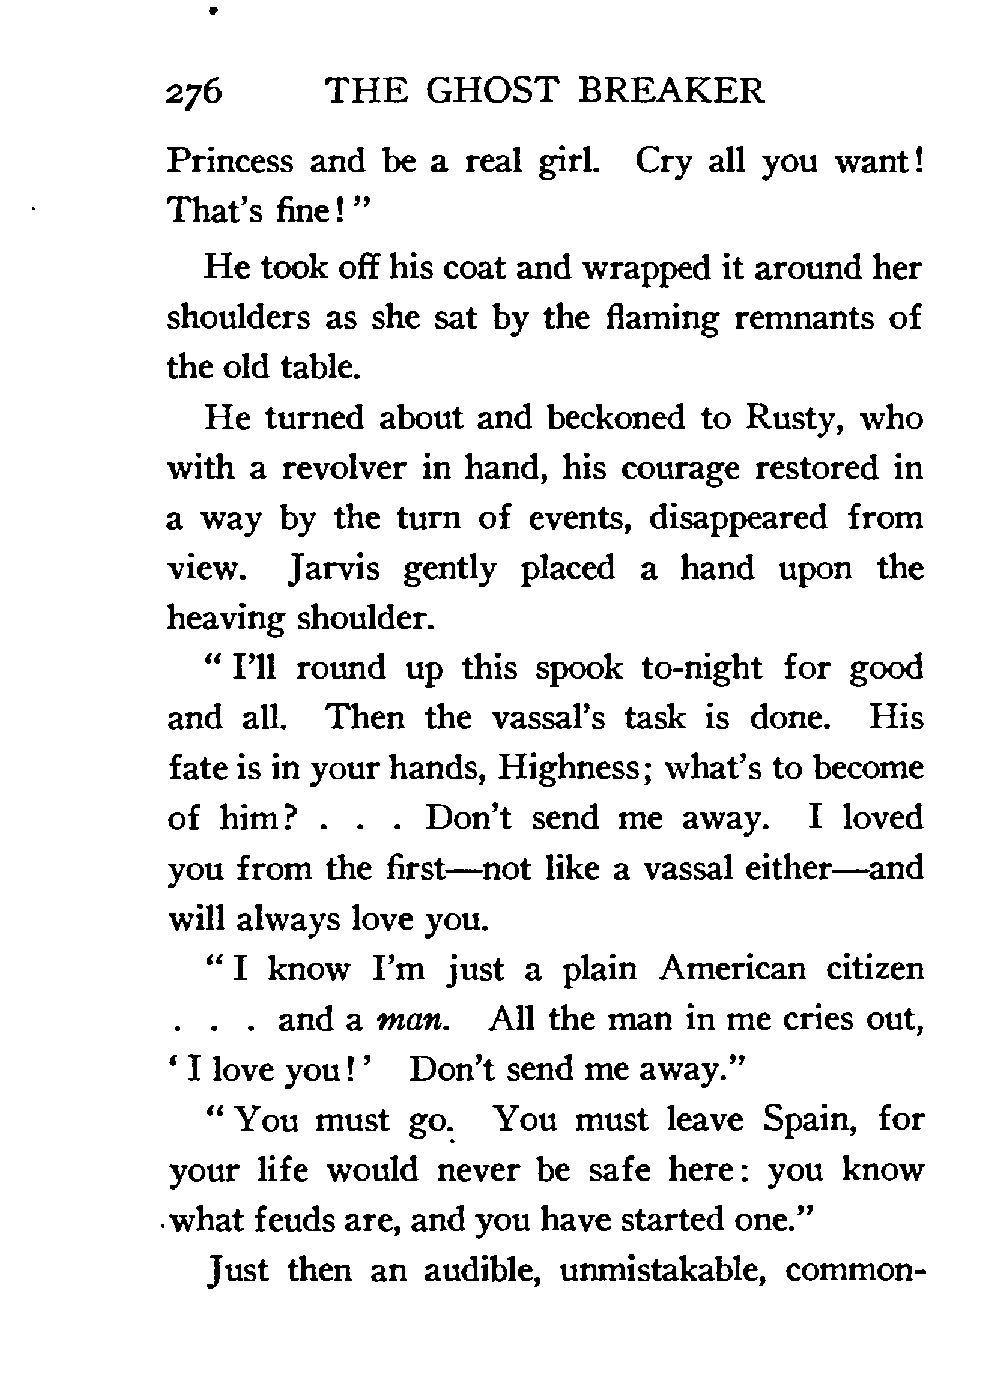 276 THE GHOST BREAKER
Princess and be a real girl. Cry all you want!
That's fine!"
He took off his coat and wrapped it around her
shoulders as she sat by the flaming remnants of
the old table.
He turned about and beckoned to Rusty, who
with a revolver in hand, his courage restored in
a way by the turn of events, disappeared from
view. Jarvis gently placed a hand upon the
heaving shoulder.
"I'll round up this spook to-night for good
and all. Then the vassal's task is done. His
fate is in your hands, Highness; what's to become
of him? . . . Don't send me away. I loved
you from the first—not like a vassal either—and
will always love you.
"I know I'm just a plain American citizen
. . . and a man. All the man in me cries out,
'I love you!' Don't send me away."
"You must go. You must leave Spain, for
your life would never be safe here: you know
what feuds are, and you have started one."
Just then an audible, unmistakable, common-